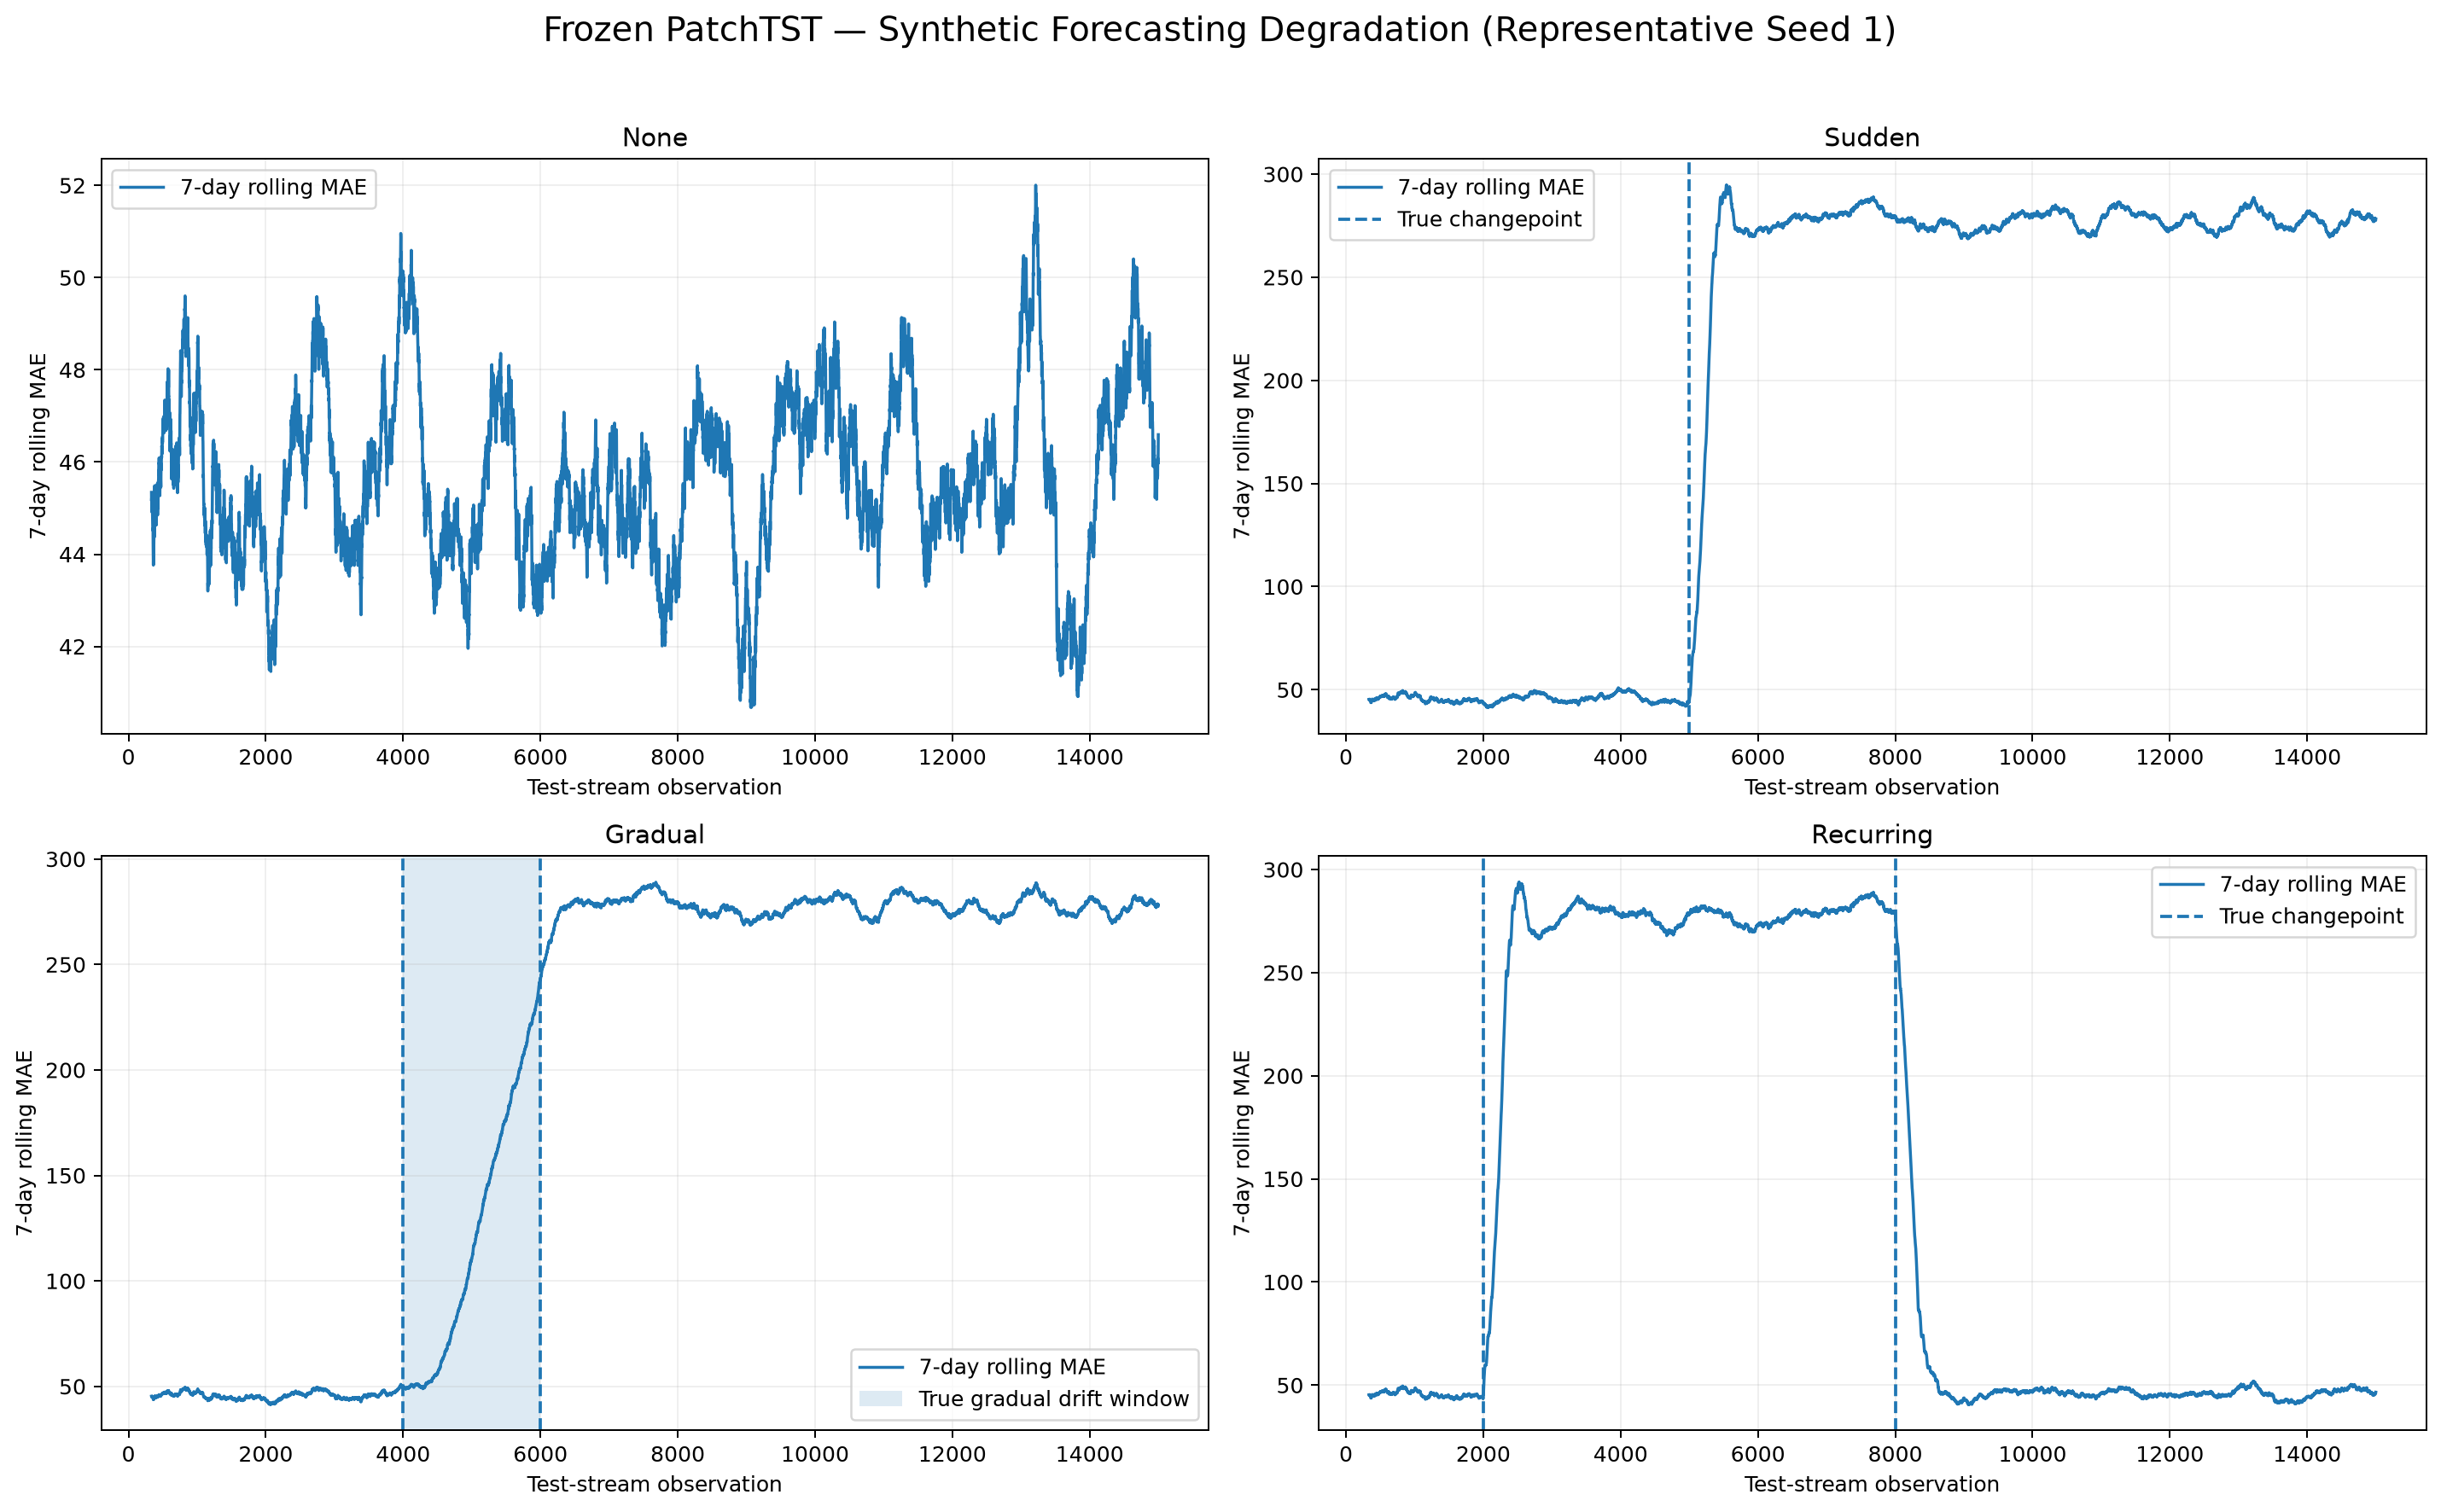 Frozen PatchTST — Synthetic Forecasting Degradation (Representative Seed 1)
None
7-day rolling MAE
52
50
48
46
44
42
7-day rolling MAE
0 2000 4000 6000 8000 10000 12000 14000
Test-stream observation
Sudden
7-day rolling MAE
True changepoint
300
250
200
150
100
50
7-day rolling MAE
0 2000 4000 6000 8000 10000 12000 14000
Test-stream observation
Gradual
300
250
200
150
100
50
7-day rolling MAE
7-day rolling MAE
True gradual drift window
0 2000 4000 6000 8000 10000 12000 14000
Test-stream observation
Recurring
7-day rolling MAE
True changepoint
300
250
200
150
100
50
7-day rolling MAE
0 2000 4000 6000 8000 10000 12000 14000
Test-stream observation